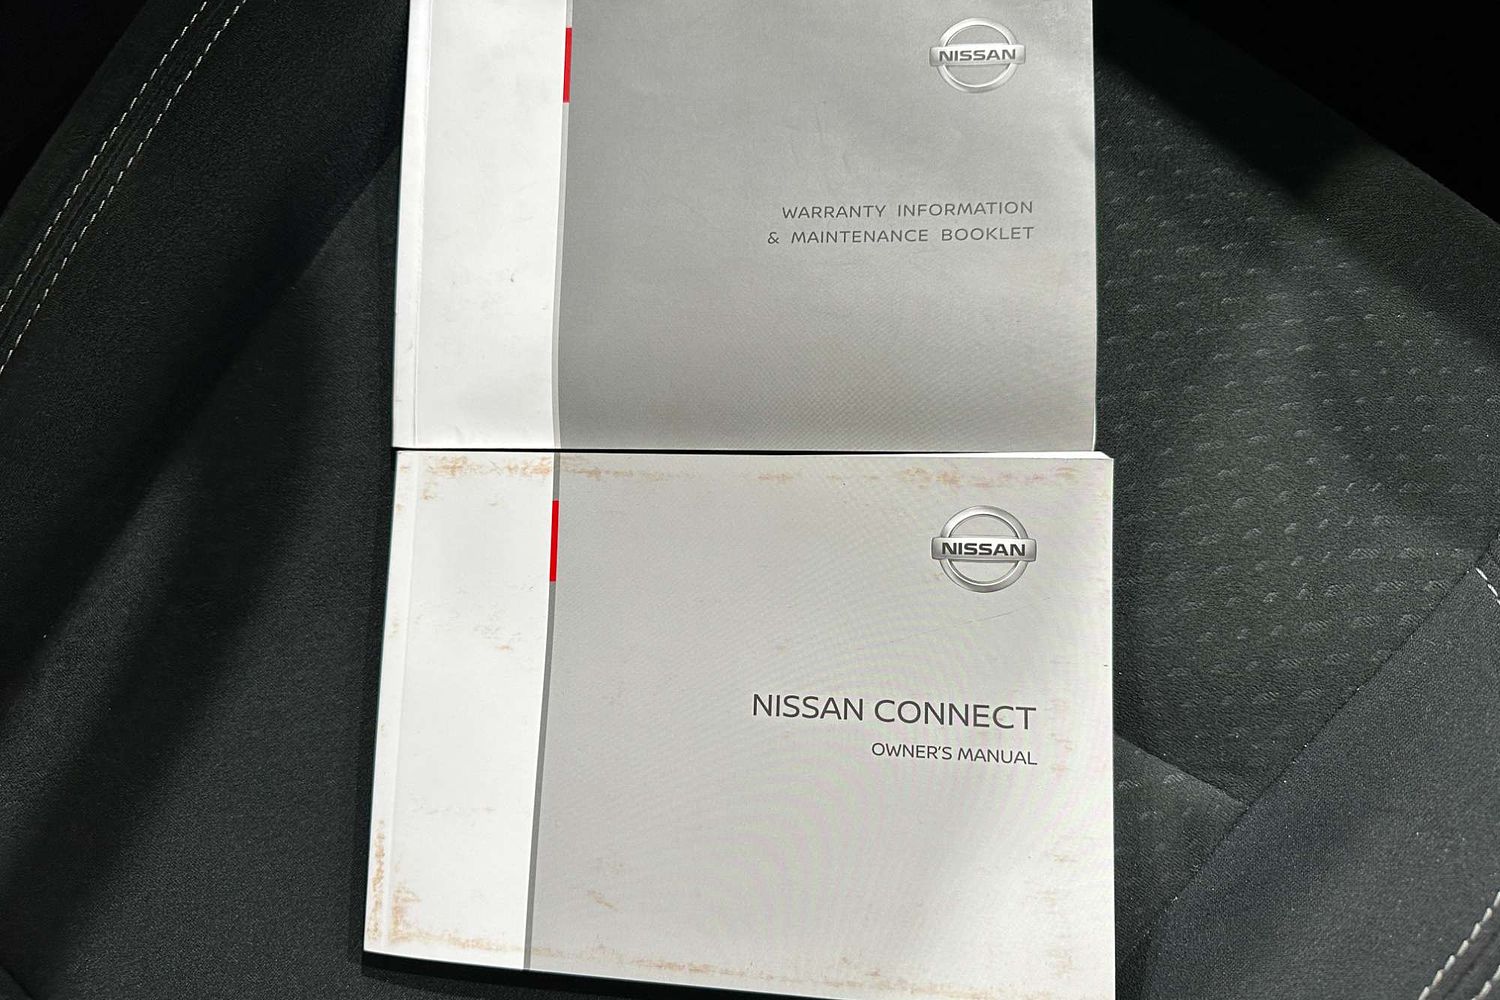 NISSAN
WARRANTY INFORMATION
& MAINTENANCE BOOKLET
NISSAN
NISSAN CONNECT
OWNER'S MANUAL